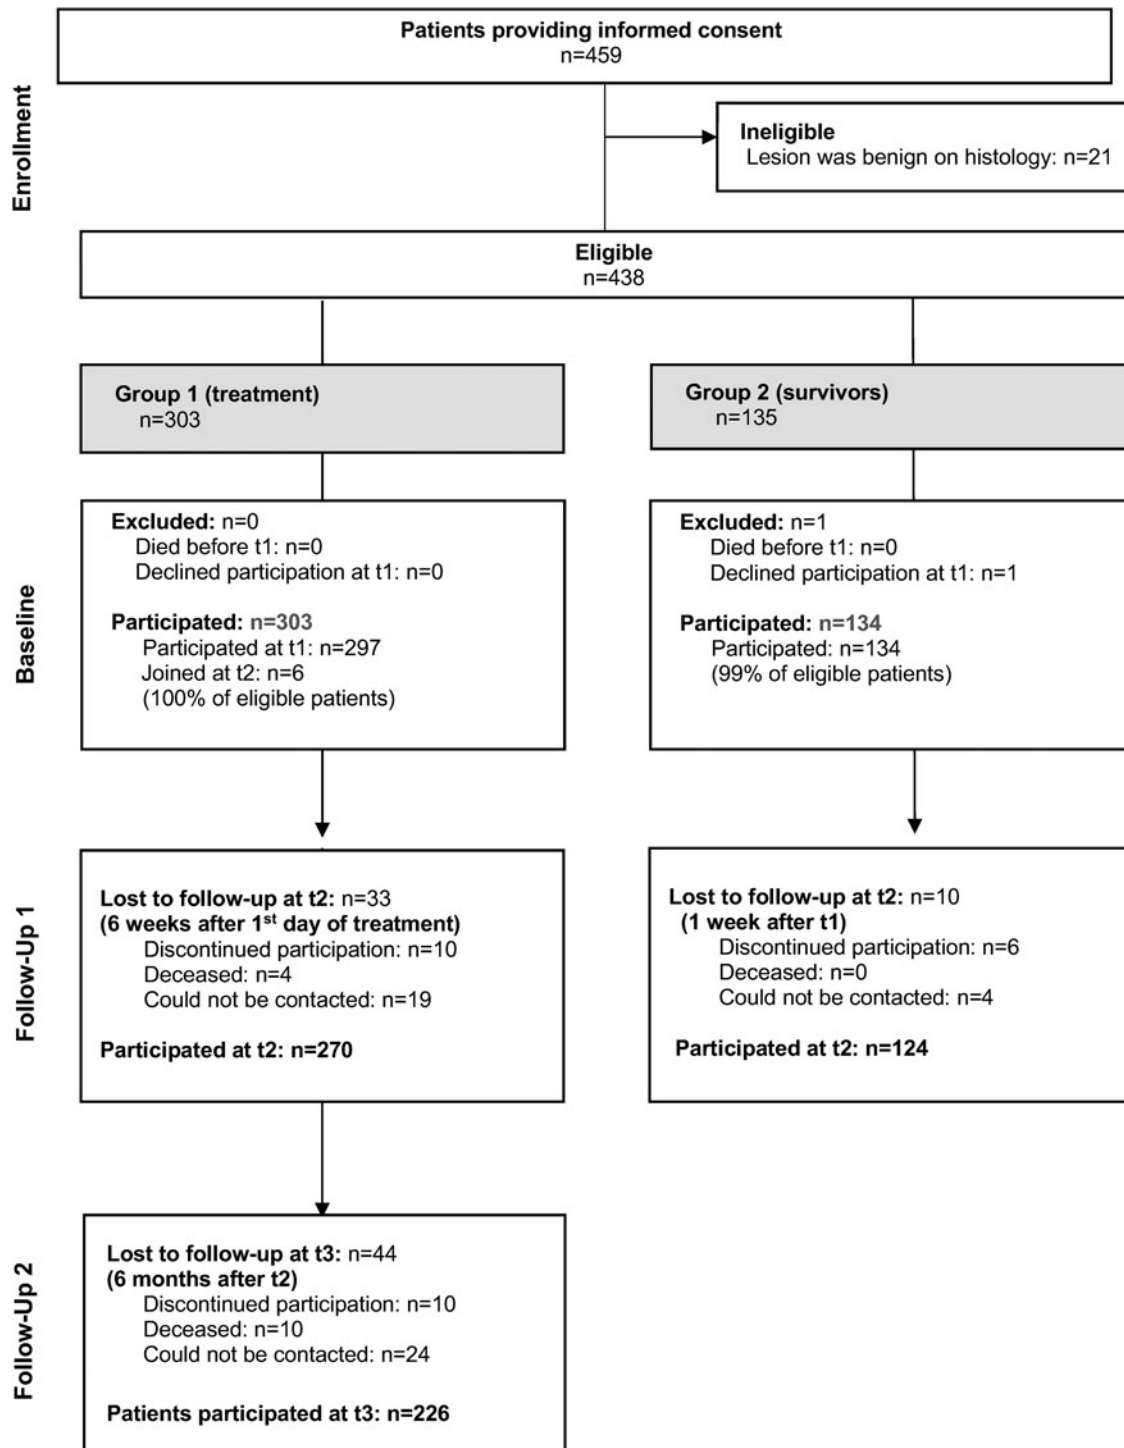 Patients providing informed consent
n=459
Enrollment
Ineligible
Lesion was benign on histology: n=21
Eligible
n=438
Group 1 (treatment)
n=303
Group 2 (survivors)
n=135
Baseline
Excluded: n=0
Died before t1: n=0
Declined participation at t1: n=0
Participated: n=303
Participated at t1: n=297
Joined at t2: n=6
(100% of eligible patients)
Excluded: n=1
Died before t1: n=0
Declined participation at t1: n=1
Participated: n=134
Participated: n=134
(99% of eligible patients)
Follow-Up 1
Lost to follow-up at t2: n=33
(6 weeks after 1st day of treatment)
Discontinued participation: n=10
Deceased: n=4
Could not be contacted: n=19
Participated at t2: n=270
Lost to follow-up at t2: n=10
(1 week after t1)
Discontinued participation: n=6
Deceased: n=0
Could not be contacted: n=4
Participated at t2: n=124
Follow-Up 2
Lost to follow-up at t3: n=44
(6 months after t2)
Discontinued participation: n=10
Deceased: n=10
Could not be contacted: n=24
Patients participated at t3: n=226